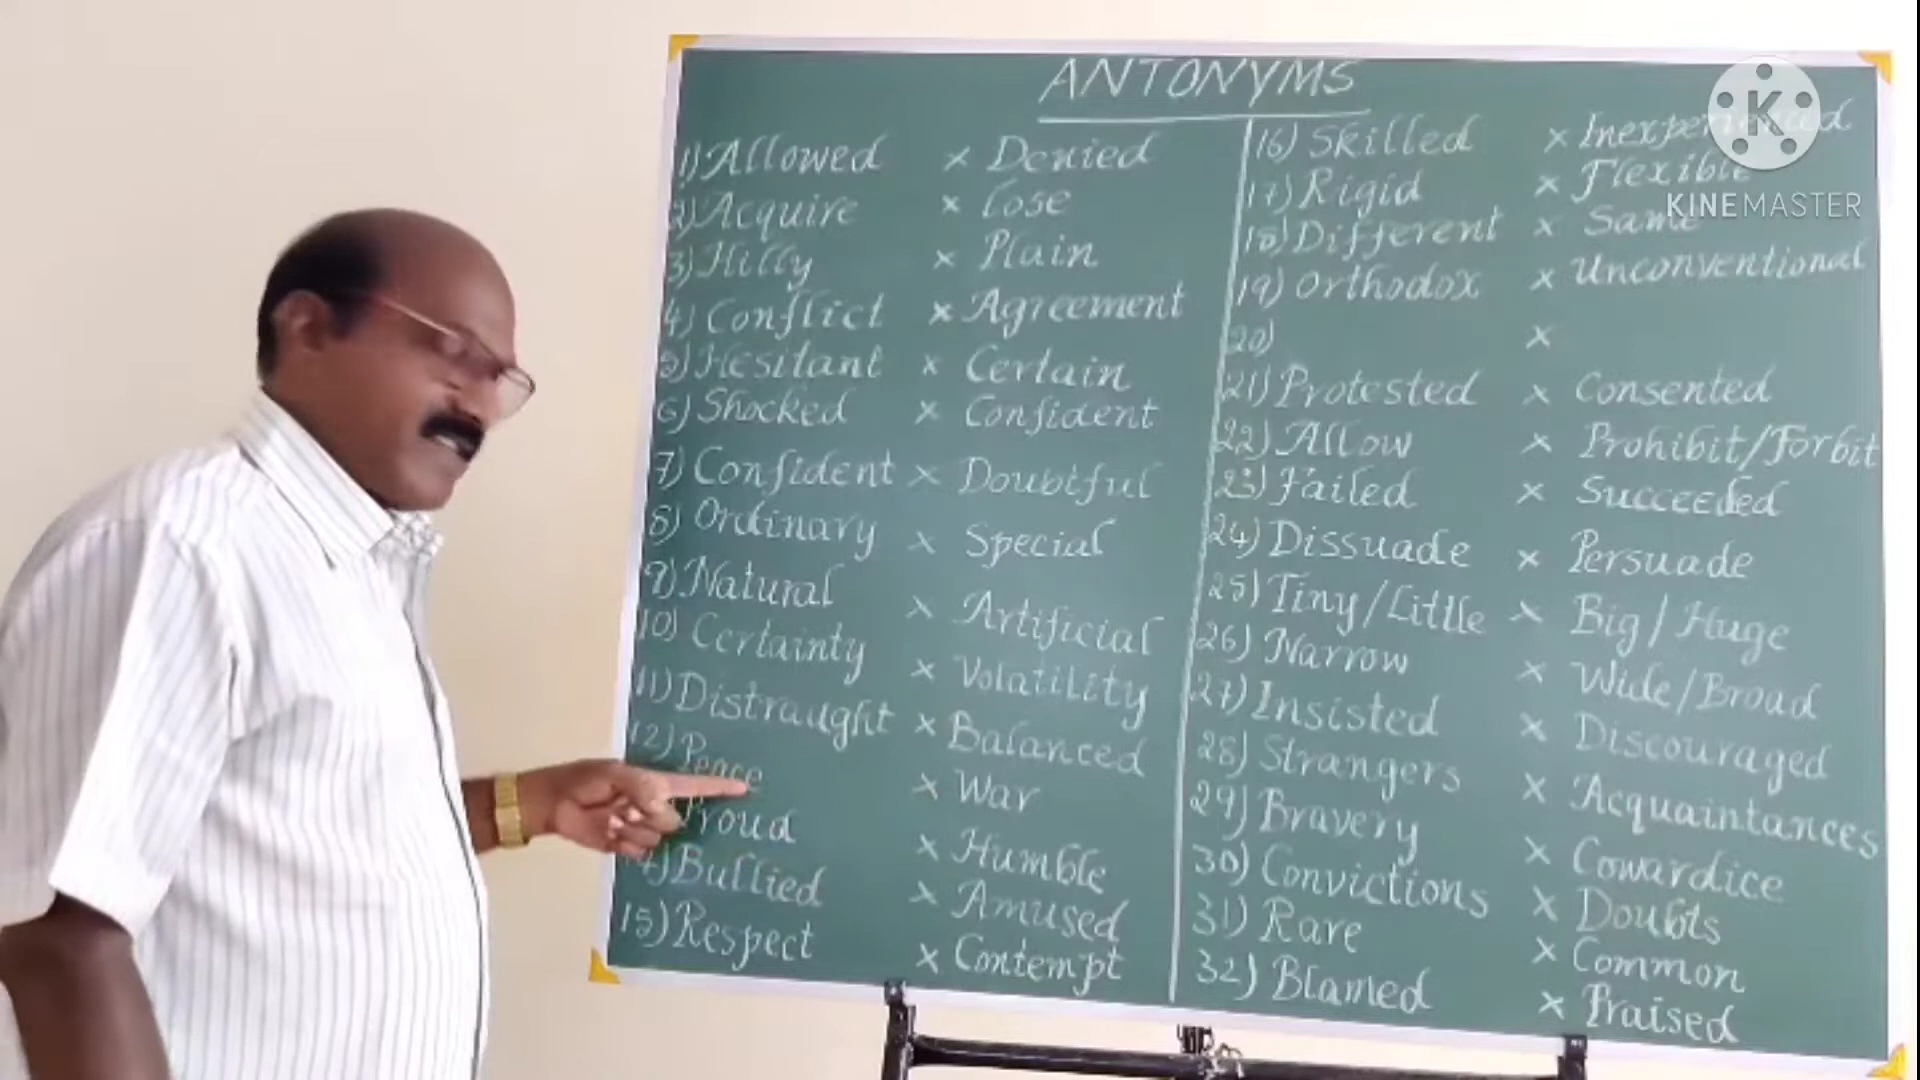 ANTONYMS
1) Allowed × Denied
2) Acquire × Lose
3) Hilly × Plain
4) Conflict × Agreement
5) Hesitant × Certain
6) Shocked × Confident
7) Confident × Doubtful
8) Ordinary × Special
9) Natural × Artificial
10) Certainty × Volatility
11) Distraught × Balanced
12) Peace × War
Proud × Humble
14) Bullied × Amused
15) Respect × Contempt
16) Skilled × Inexperienced
17) Rigid × Flexible
18) Different × Same
19) Orthodox × Unconventional
20) ×
21) Protested × Consented
22) Allow × Prohibit/Forbit
23) Failed × Succeeded
24) Dissuade × Persuade
25) Tiny/Little × Big/Huge
26) Narrow × Wide/Broad
27) Insisted × Discouraged
28) Strangers × Acquaintances
29) Bravery × Cowardice
30) Convictions × Doubts
31) Rare × Common
32) Blamed × Praised
K
KINEMASTER